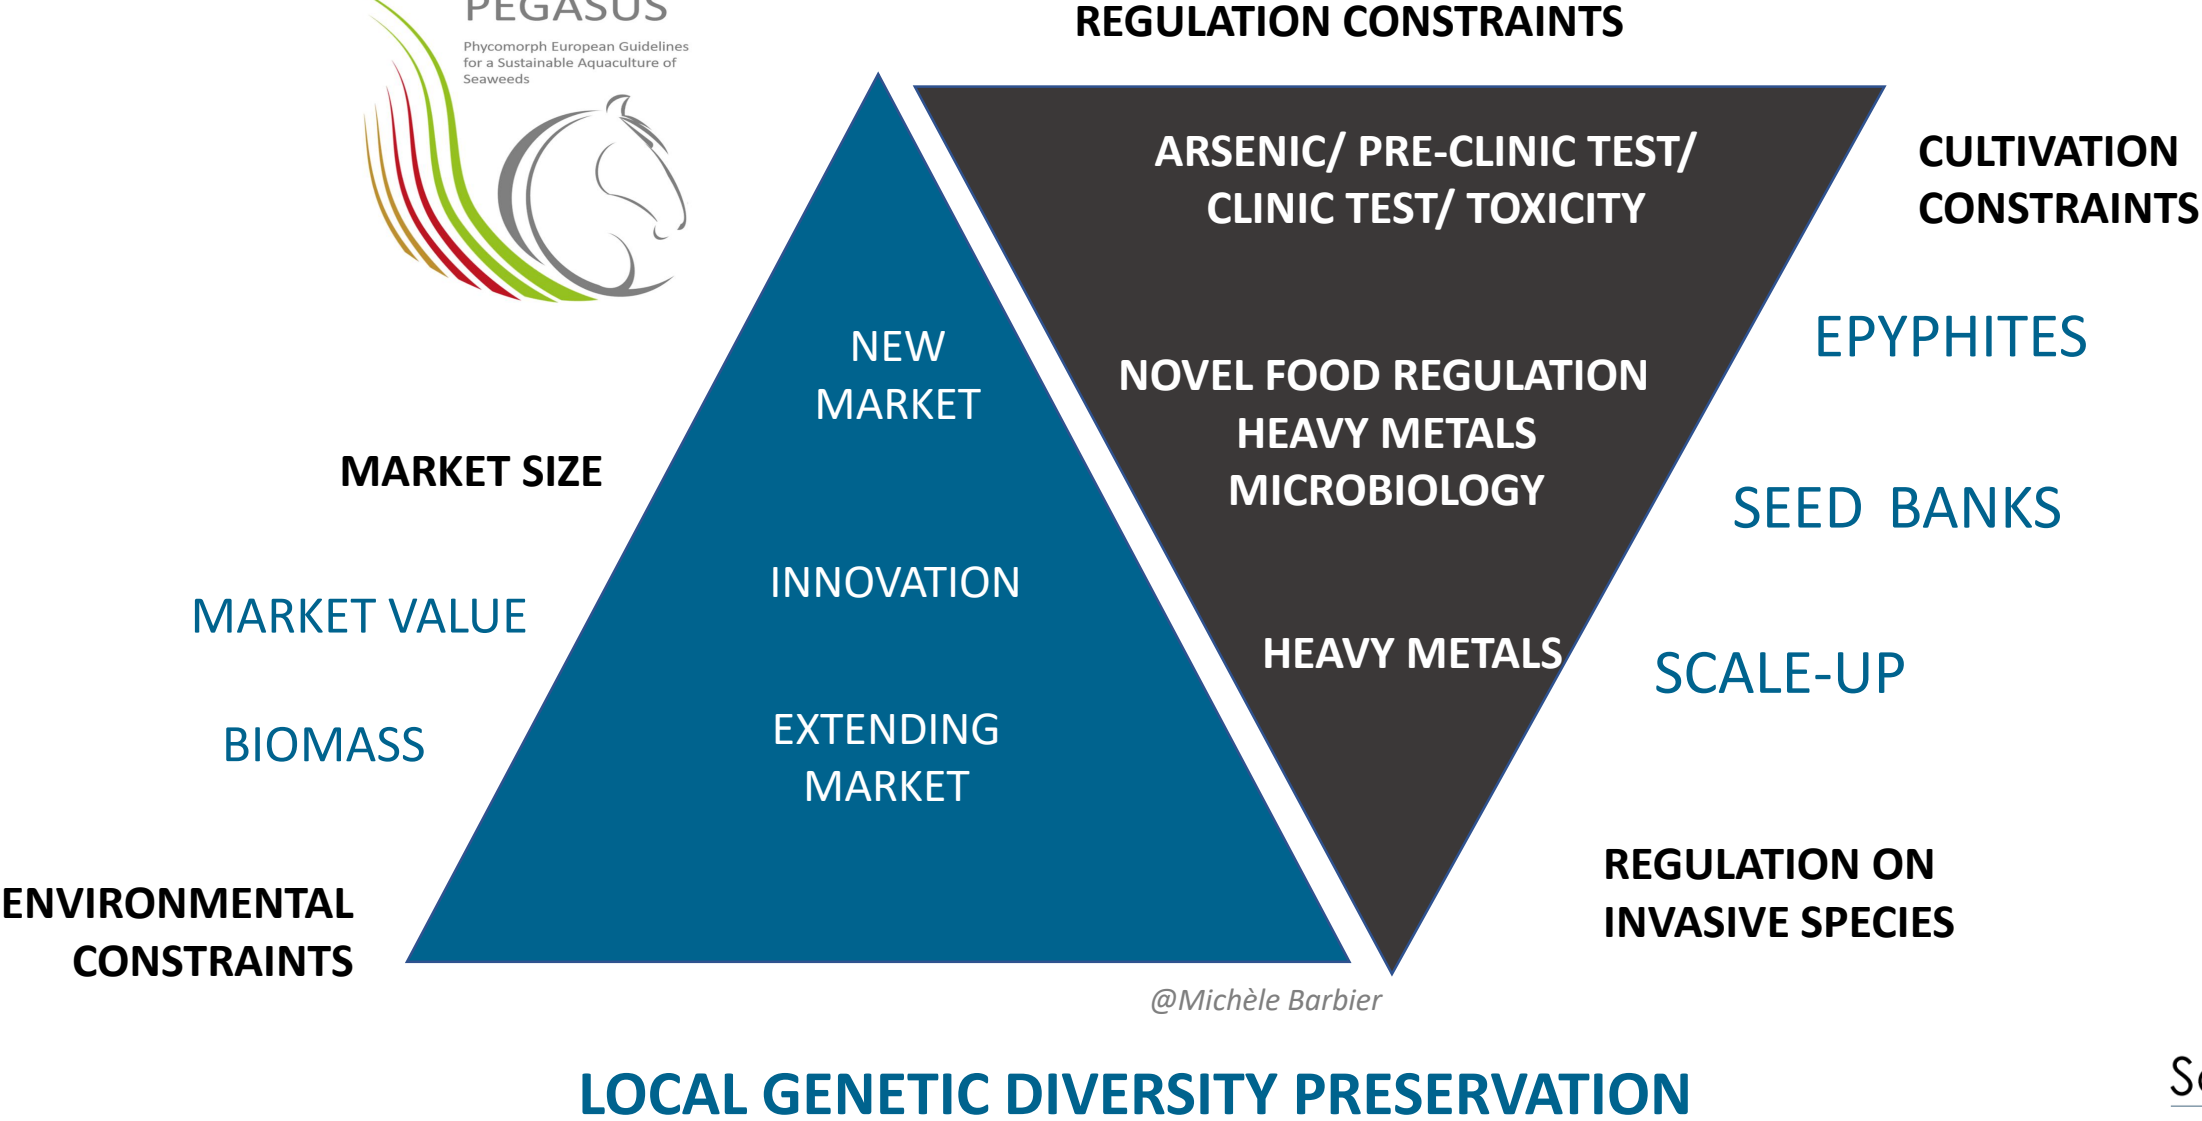 PEGASUS
Phycomorph European Guidelines
for a Sustainable Aquaculture of
Seaweeds
REGULATION CONSTRAINTS
ARSENIC/ PRE-CLINIC TEST/
CLINIC TEST/ TOXICITY
CULTIVATION
CONSTRAINTS
NEW
MARKET
NOVEL FOOD REGULATION
HEAVY METALS
MICROBIOLOGY
EPYPHITES
MARKET SIZE
SEED BANKS
INNOVATION
MARKET VALUE
HEAVY METALS
SCALE-UP
BIOMASS
EXTENDING
MARKET
ENVIRONMENTAL
CONSTRAINTS
REGULATION ON
INVASIVE SPECIES
@Michèle Barbier
LOCAL GENETIC DIVERSITY PRESERVATION